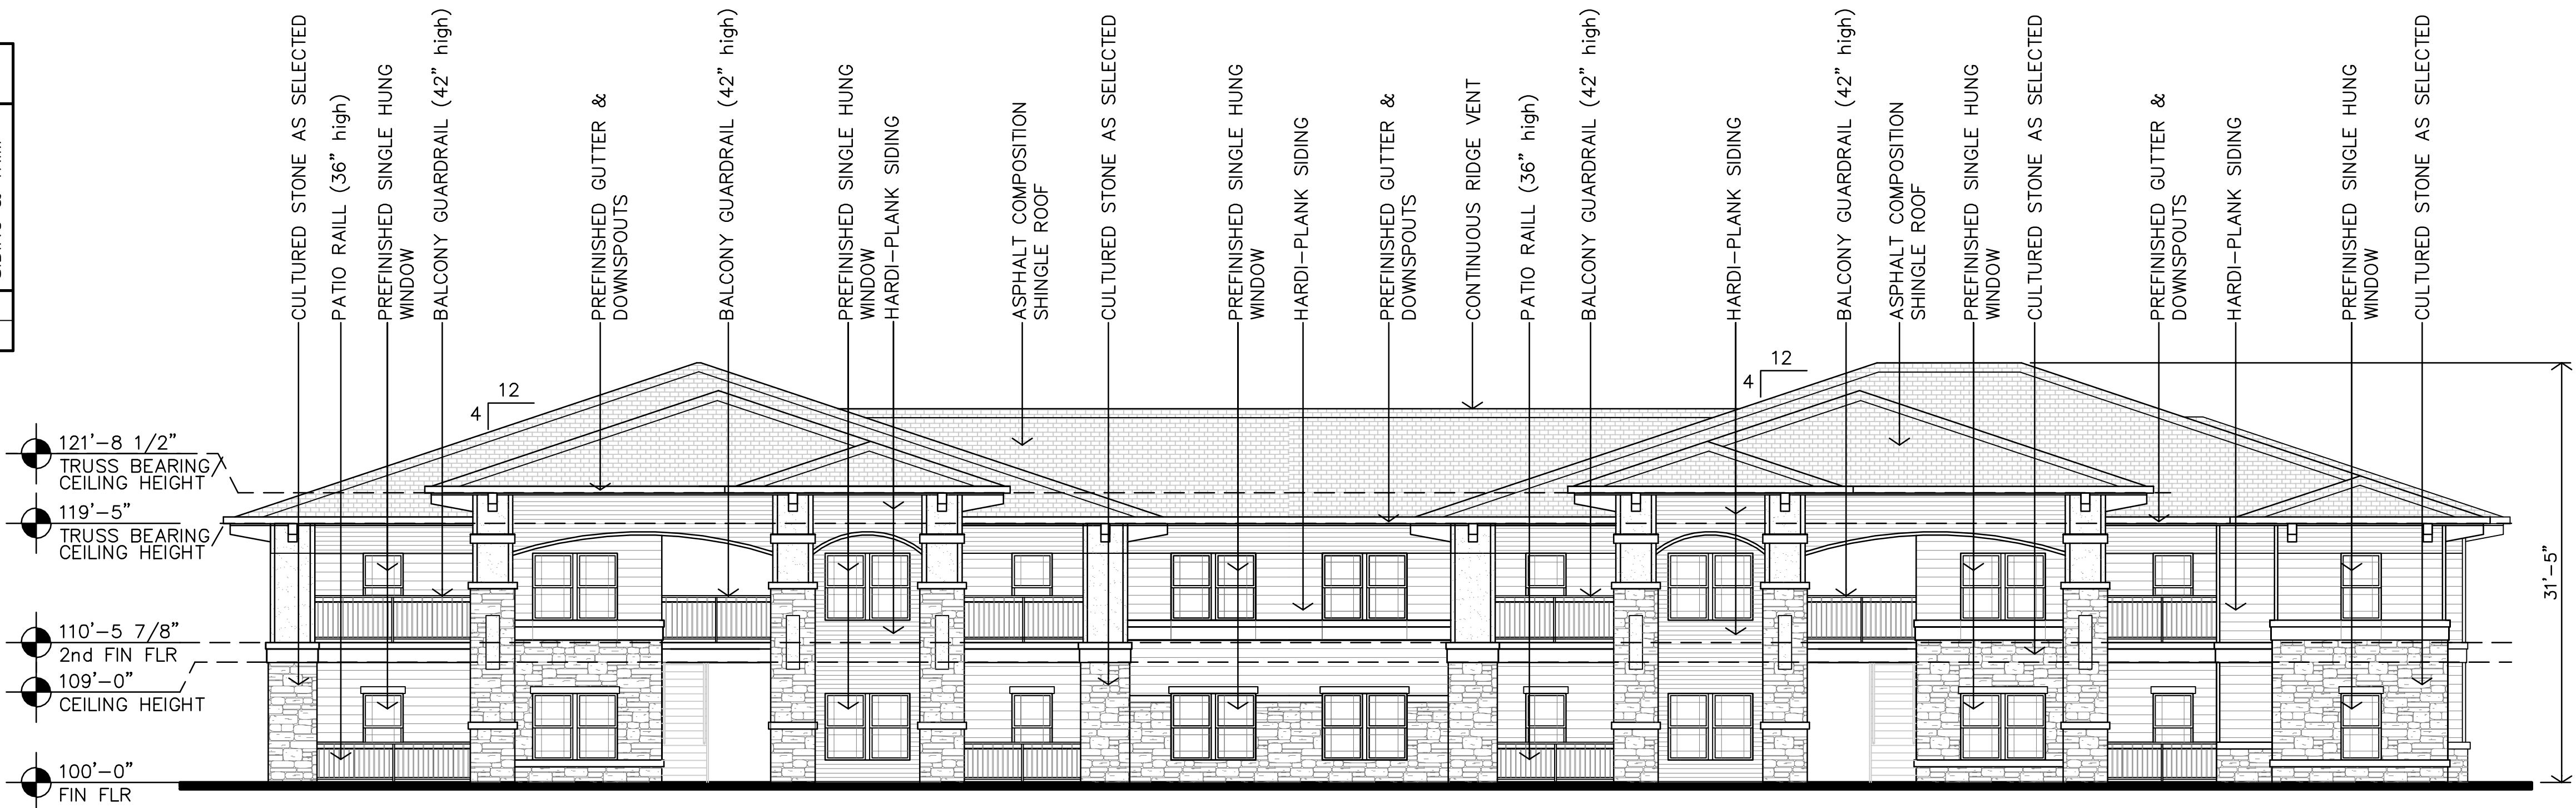 CULTURED STONE AS SELECTED
PATIO RAILL (36" high)
PREFINISHED SINGLE HUNG
WINDOW
BALCONY GUARDRAIL (42" high)
PREFINISHED GUTTER &
DOWNSPOUTS
BALCONY GUARDRAIL (42" high)
PREFINISHED SINGLE HUNG
WINDOW
HARDI-PLANK SIDING
ASPHALT COMPOSITION
SHINGLE ROOF
CULTURED STONE AS SELECTED
PREFINISHED SINGLE HUNG
WINDOW
HARDI-PLANK SIDING
PREFINISHED GUTTER &
DOWNSPOUTS
CONTINUOUS RIDGE VENT
PATIO RAILL (36" high)
BALCONY GUARDRAIL (42" high)
HARDI-PLANK SIDING
BALCONY GUARDRAIL (42" high)
ASPHALT COMPOSITION
SHINGLE ROOF
PREFINISHED SINGLE HUNG
WINDOW
CULTURED STONE AS SELECTED
PREFINISHED GUTTER &
DOWNSPOUTS
HARDI-PLANK SIDING
PREFINISHED SINGLE HUNG
WINDOW
CULTURED STONE AS SELECTED
12
4
12
4
121'-8 1/2"
TRUSS BEARING/
CEILING HEIGHT
119'-5"
TRUSS BEARING/
CEILING HEIGHT
110'-5 7/8"
2nd FIN FLR
109'-0"
CEILING HEIGHT
100'-0"
FIN FLR
31'-5"